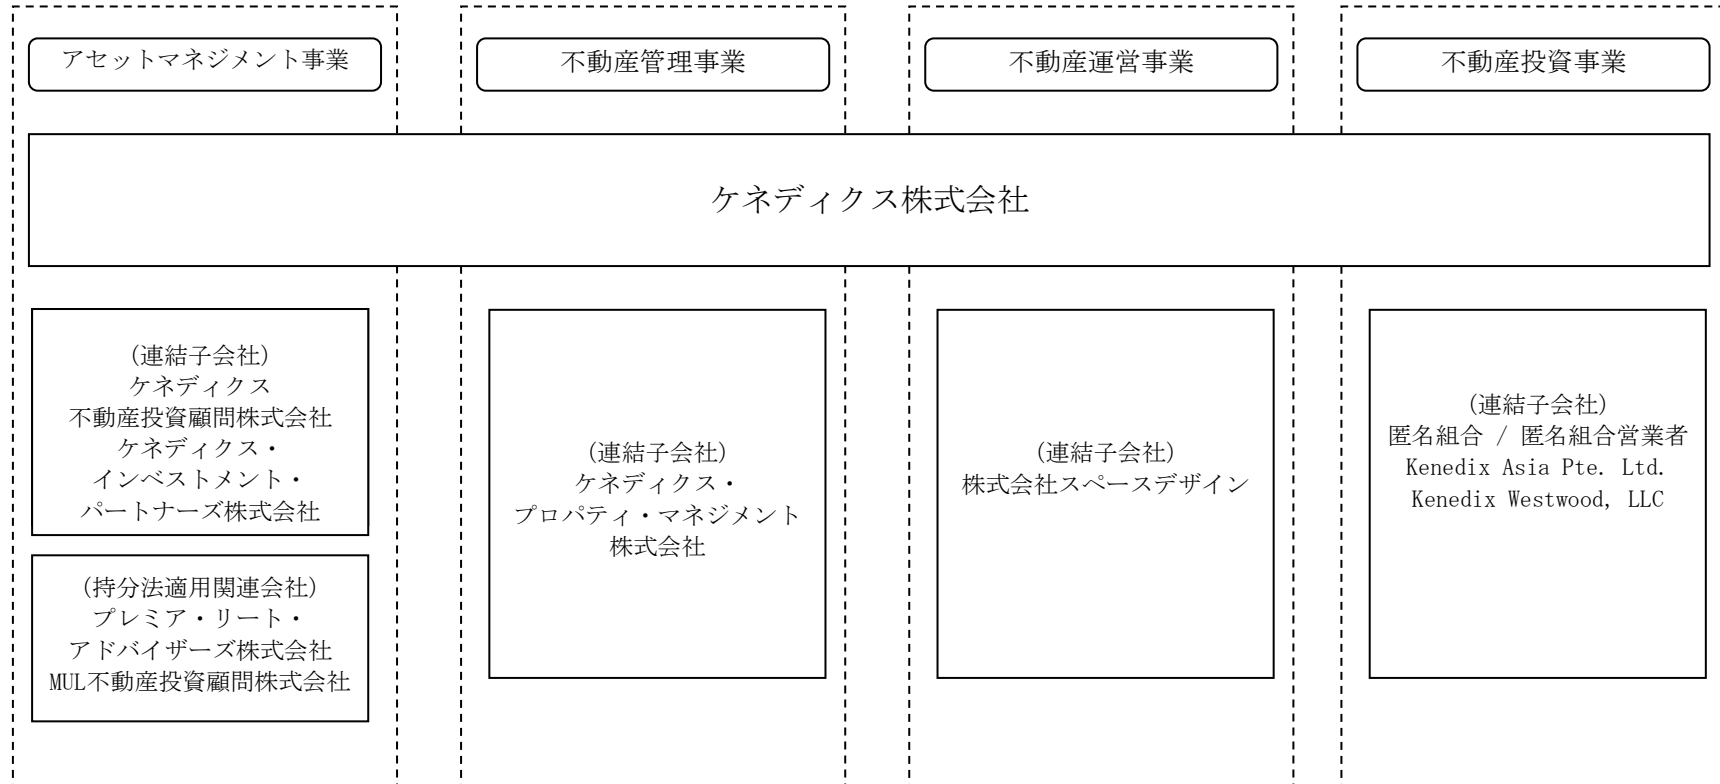 アセットマネジメント事業
不動産管理事業
不動産運営事業
不動産投資事業
ケネディクス株式会社
(連結子会社)
ケネディクス
不動産投資顧問株式会社
ケネディクス・
インベストメント・
パートナーズ株式会社
(持分法適用関連会社)
プレミア・リート・
アドバイザーズ株式会社
MUL不動産投資顧問株式会社
(連結子会社)
ケネディクス・
プロパティ・マネジメント
株式会社
(連結子会社)
株式会社スペースデザイン
(連結子会社)
匿名組合 / 匿名組合営業者
Kenedix Asia Pte. Ltd.
Kenedix Westwood, LLC